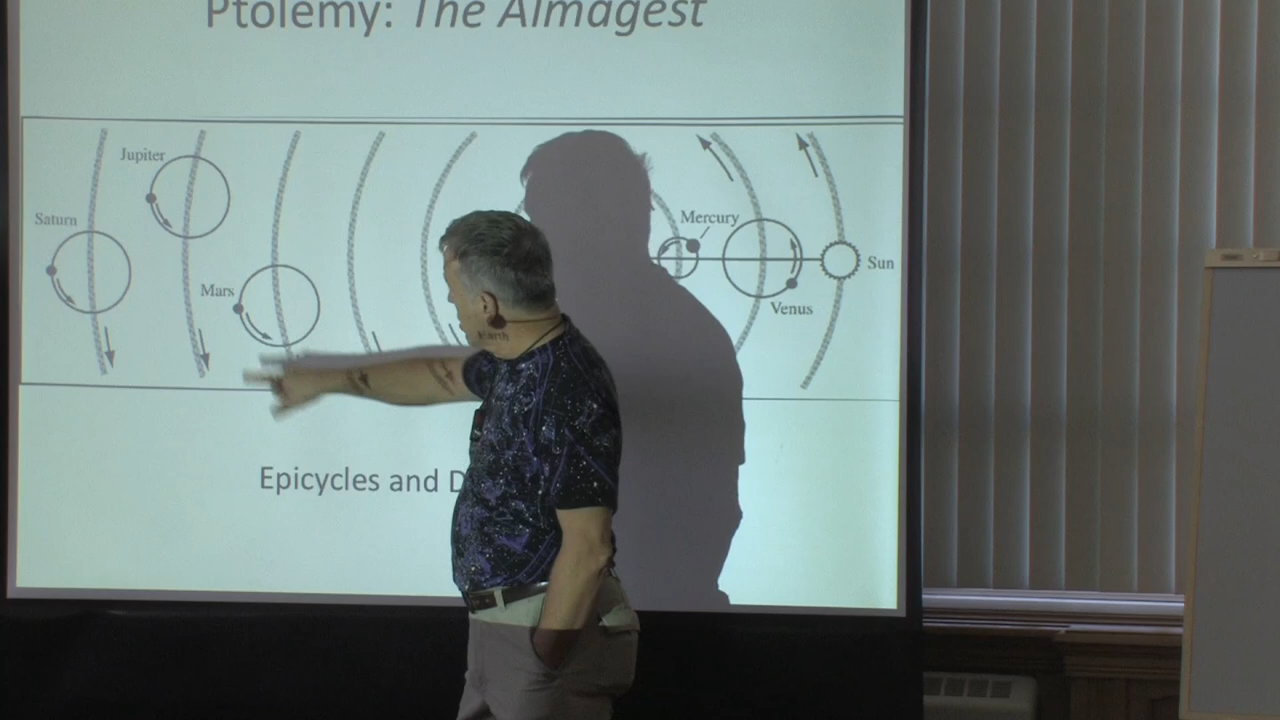 Ptolemy: The Almagest
Jupiter
Saturn
Mercury
Sun
Mars
Venus
Earth
Epicycles and D